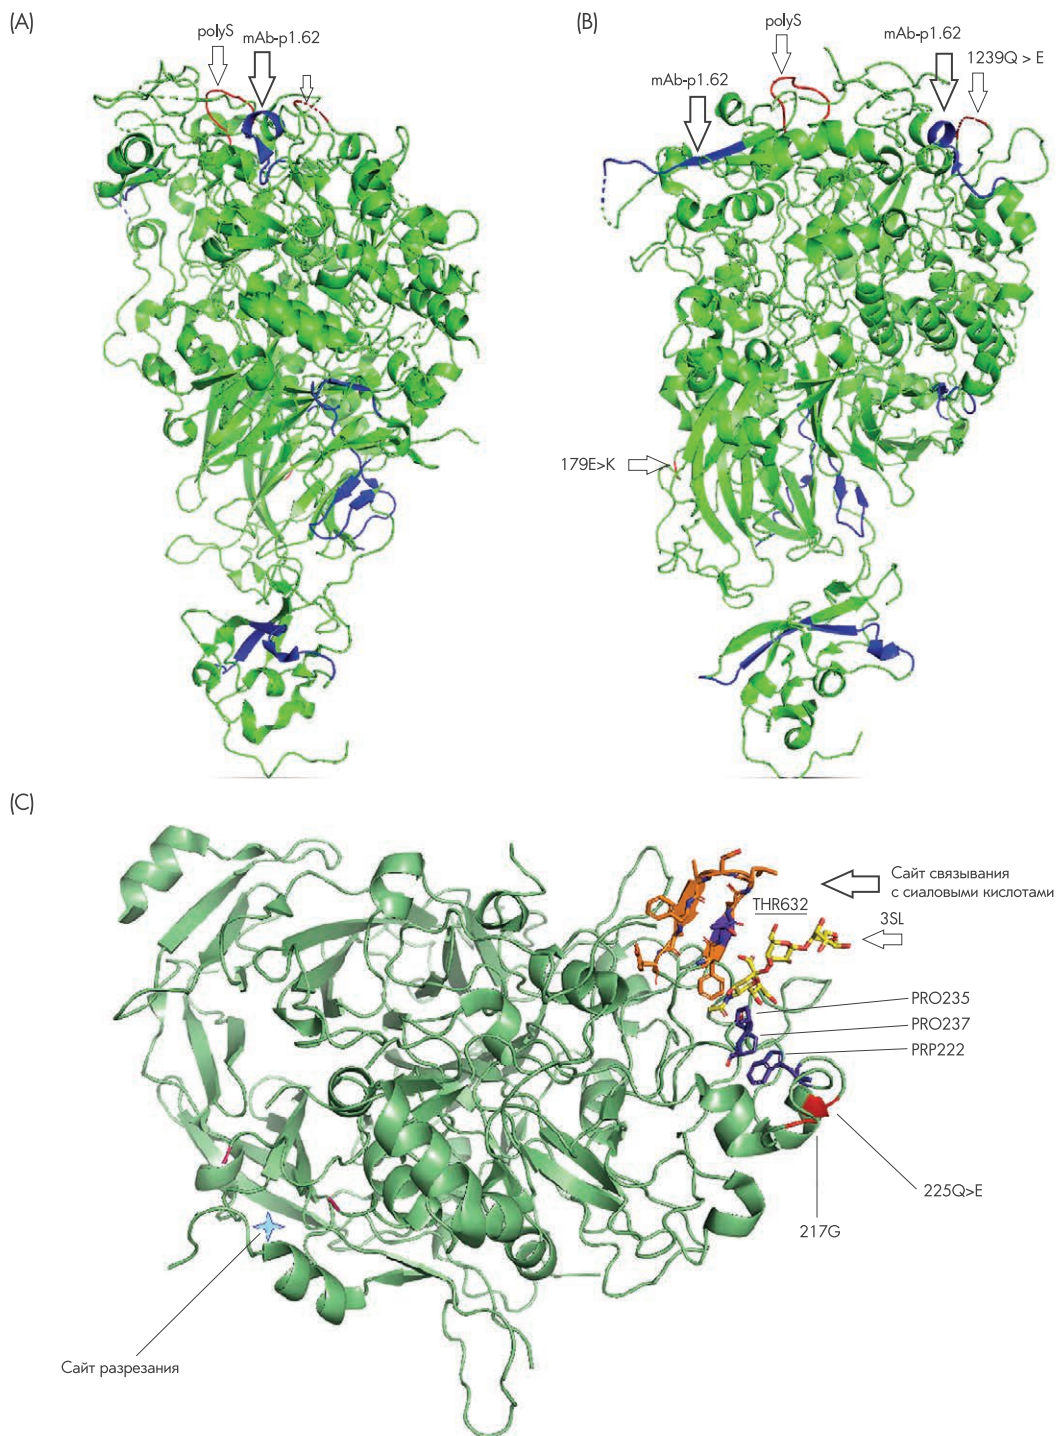 (A)
polyS
mAb-p1.62
(B)
polyS
mAb-p1.62
mAb-p1.62
1239Q > E
179E>K
(C)
Сайт связывания
с сиаловыми кислотами
THR632
3SL
PRO235
PRO237
PRP222
225Q>E
217G
Сайт разрезания